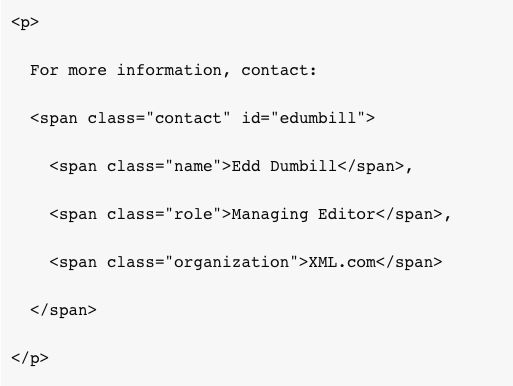 <p>
For more information, contact:
<span class="contact" id="edumbill">
<span class="name">Edd Dumbill</span>,
<span class="role">Managing Editor</span>,
<span class="organization">XML.com</span>
</span>
</p>